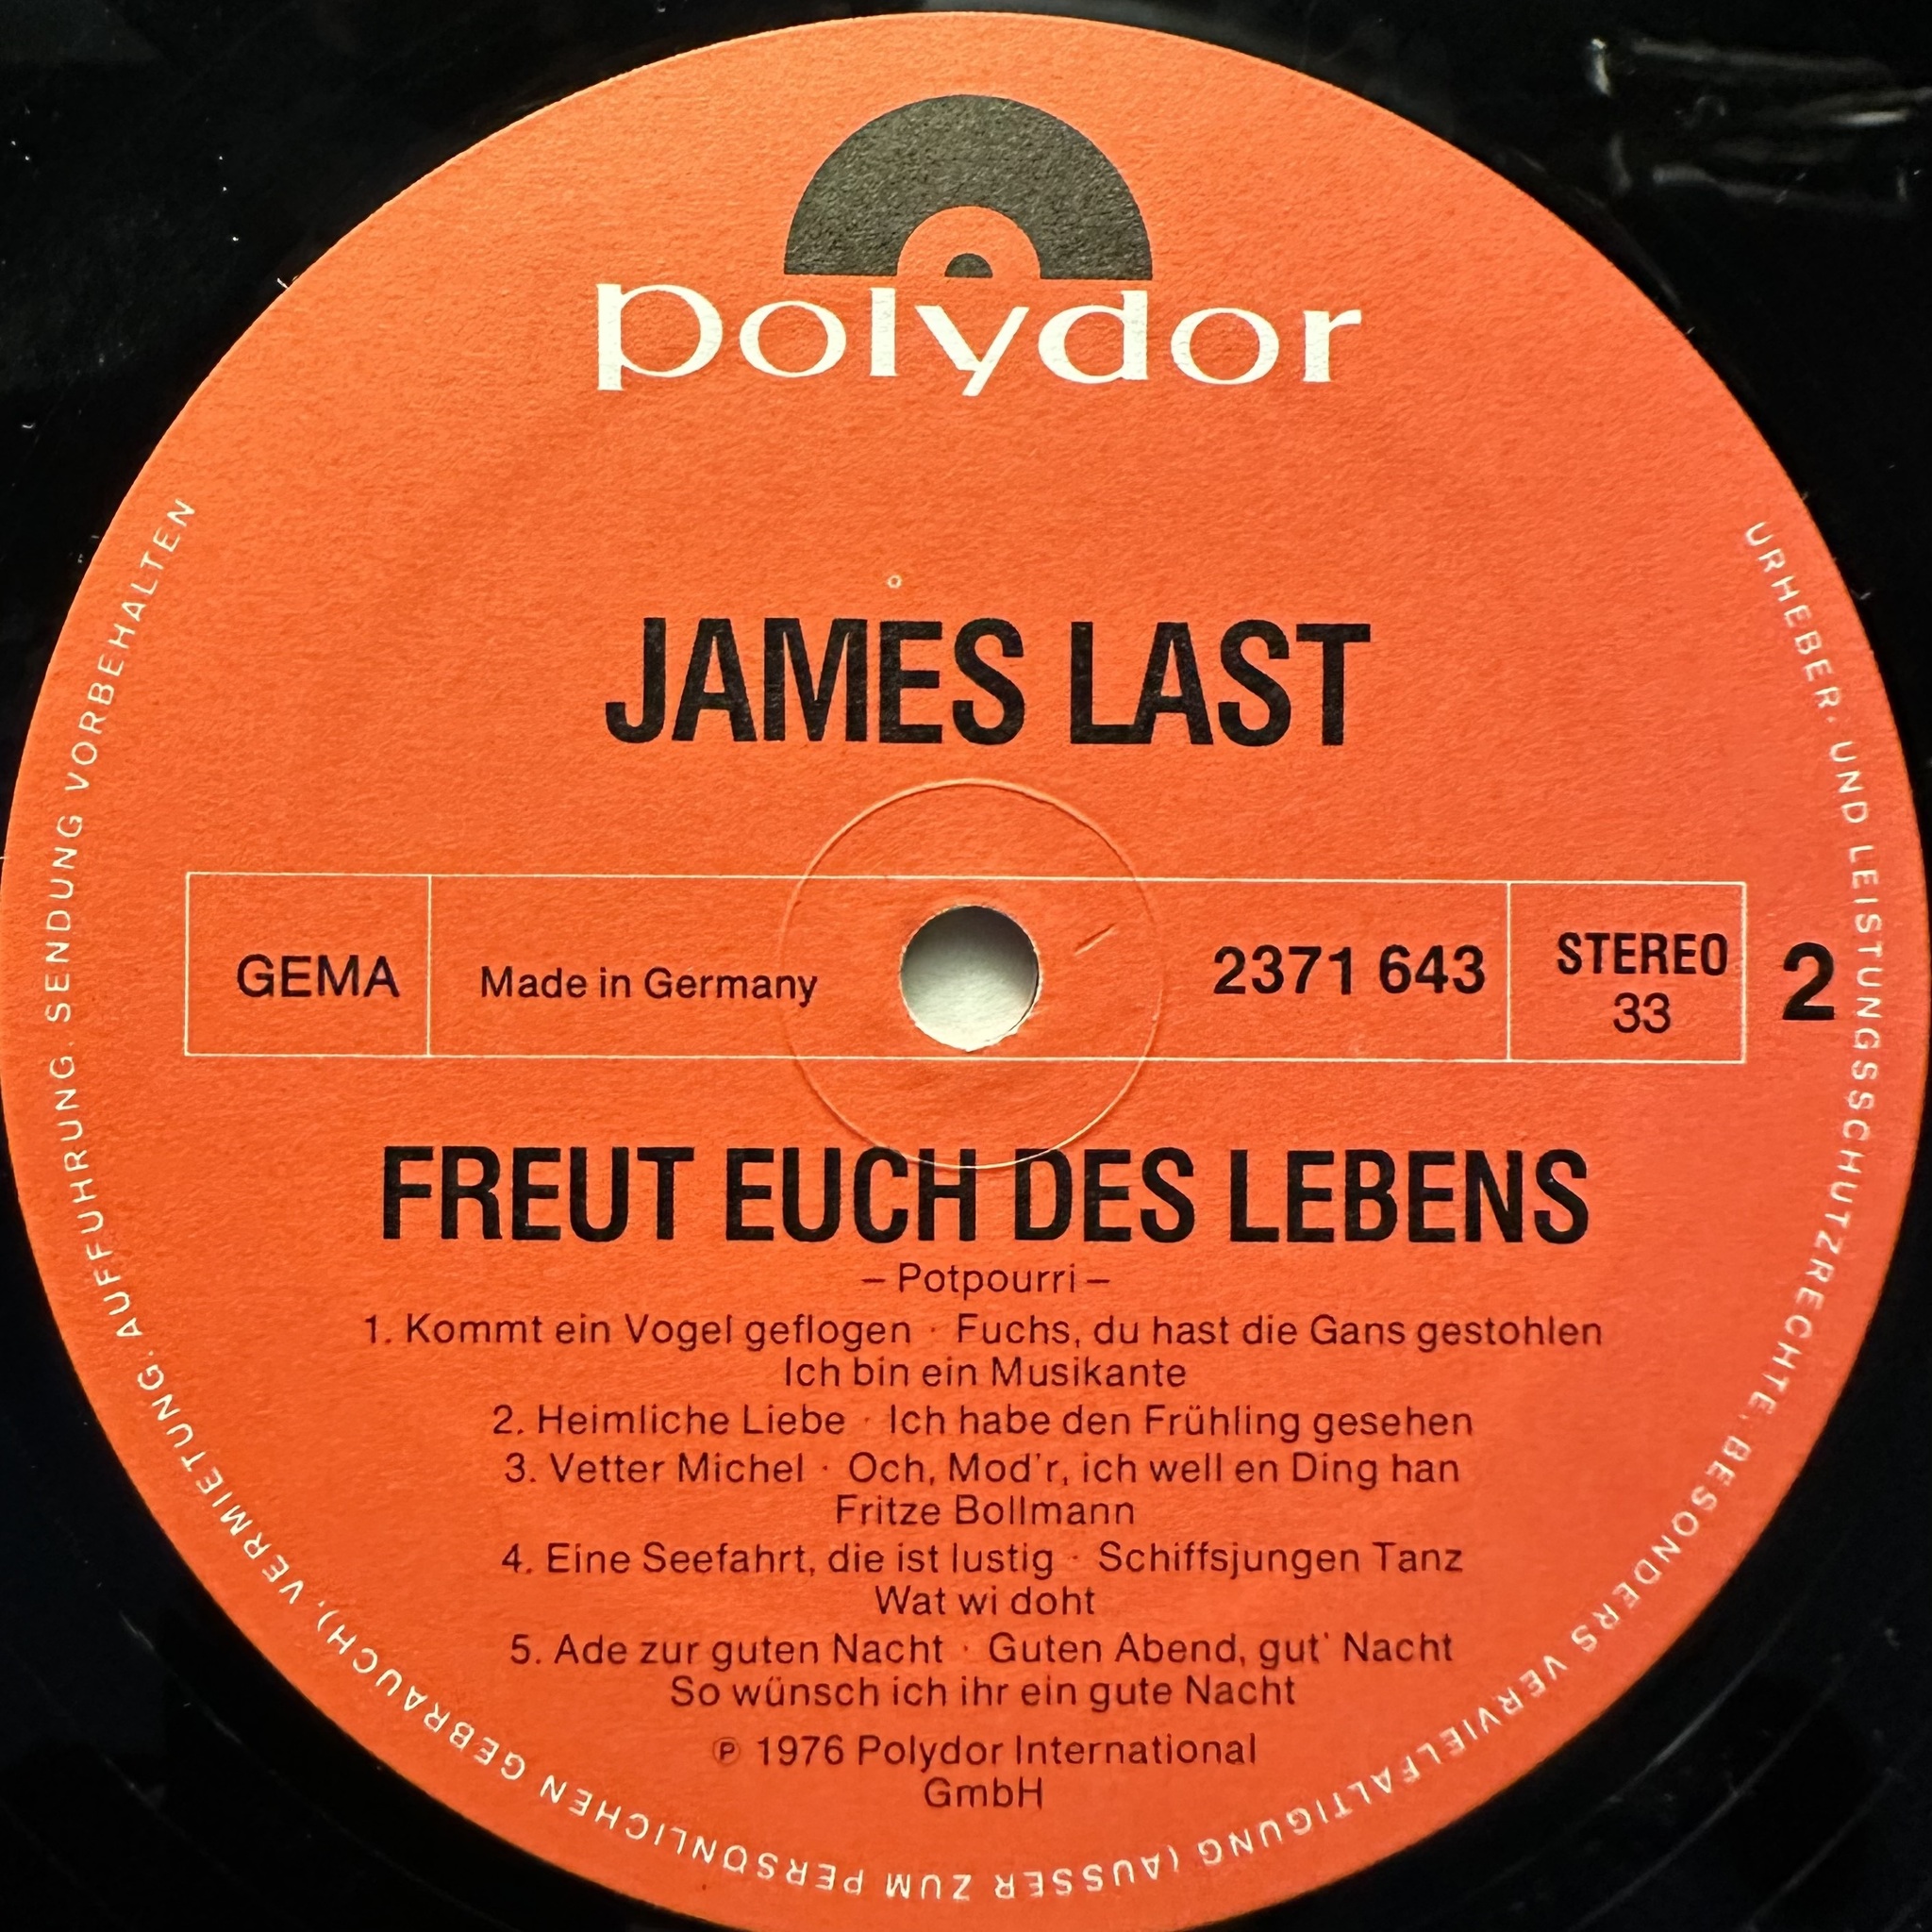 polydor
JAMES LAST
GEMA
Made in Germany
2371 643
STEREO
33
2
FREUT EUCH DES LEBENS
– Potpourri –
1. Kommt ein Vogel geflogen · Fuchs, du hast die Gans gestohlen
Ich bin ein Musikante
2. Heimliche Liebe · Ich habe den Frühling gesehen
3. Vetter Michel · Och, Mod'r, ich well en Ding han
Fritze Bollmann
4. Eine Seefahrt, die ist lustig · Schiffsjungen Tanz
Wat wi doht
5. Ade zur guten Nacht · Guten Abend, gut' Nacht
So wünsch ich ihr ein gute Nacht
℗ 1976 Polydor International
GmbH
URHEBER- UND LEISTUNGSSCHUTZRECHTE, BESONDERS VERVIELFALTIGUNG (AUSSER ZUM PERSONLICHEN GEBRAUCH), VERMIETUNG, AUFFUHRUNG, SENDUNG VORBEHALTEN